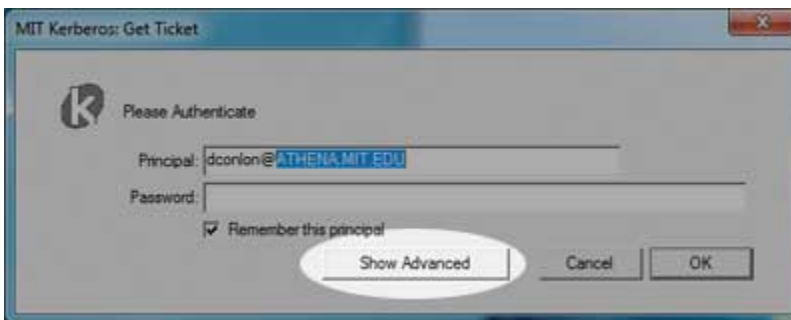 MIT Kerberos: Get Ticket
Please Authenticate
Principal: dconlon@ATHENA.MIT.EDU
Password:
Remember this principal
Show Advanced Cancel OK